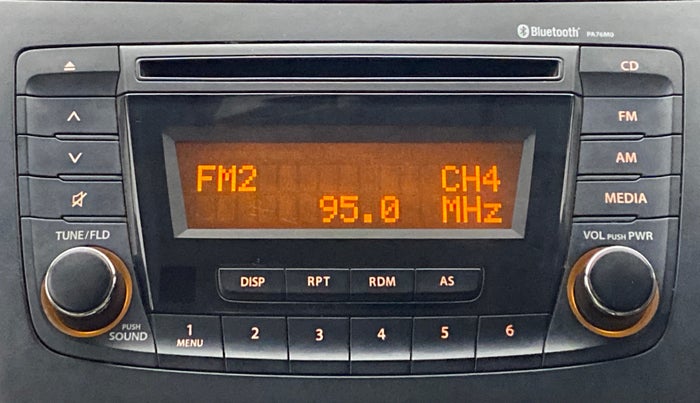 Bluetooth PA76M0
CD
FM
AM
MEDIA
FM2 CH4
95.0 MHz
TUNE/FLD
VOL PUSH PWR
DISP RPT RDM AS
PUSH
SOUND
1 2 3 4 5 6
MENU